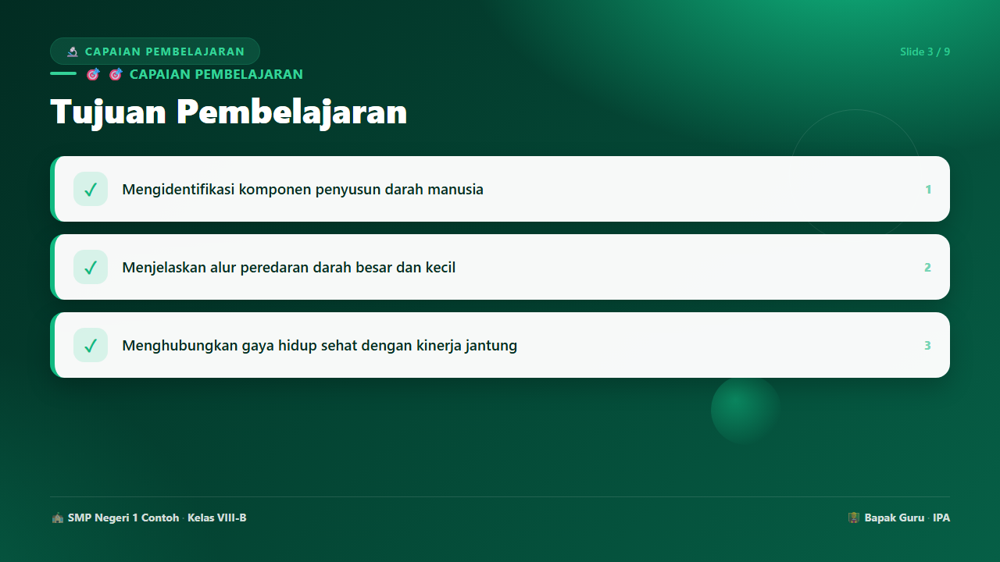 🔬 CAPAIAN PEMBELAJARAN
Slide 3 / 9
🎯 🎯 CAPAIAN PEMBELAJARAN
Tujuan Pembelajaran
✓ Mengidentifikasi komponen penyusun darah manusia 1
✓ Menjelaskan alur peredaran darah besar dan kecil 2
✓ Menghubungkan gaya hidup sehat dengan kinerja jantung 3
🏫 SMP Negeri 1 Contoh · Kelas VIII-B
👨‍🏫 Bapak Guru · IPA